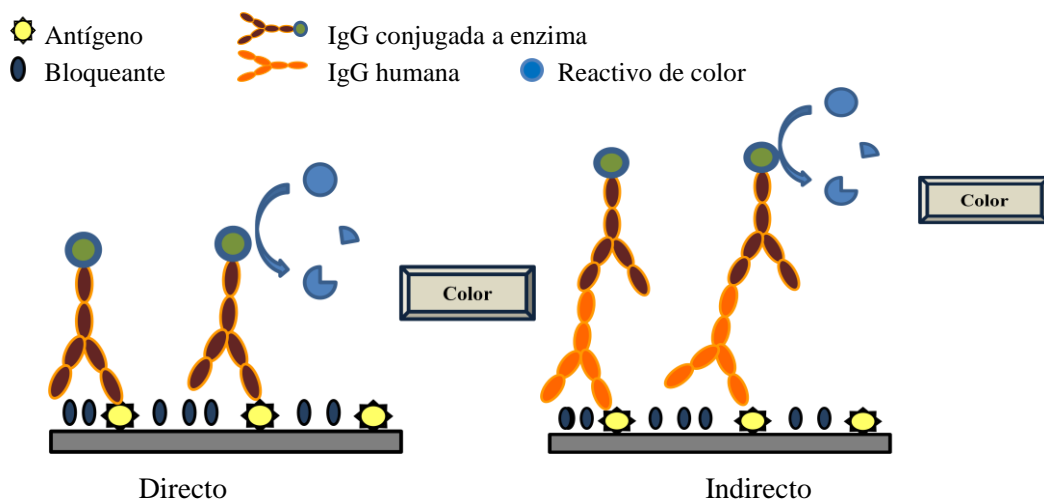 Antígeno IgG conjugada a enzima
Bloqueante IgG humana Reactivo de color
Color
Color
Directo Indirecto